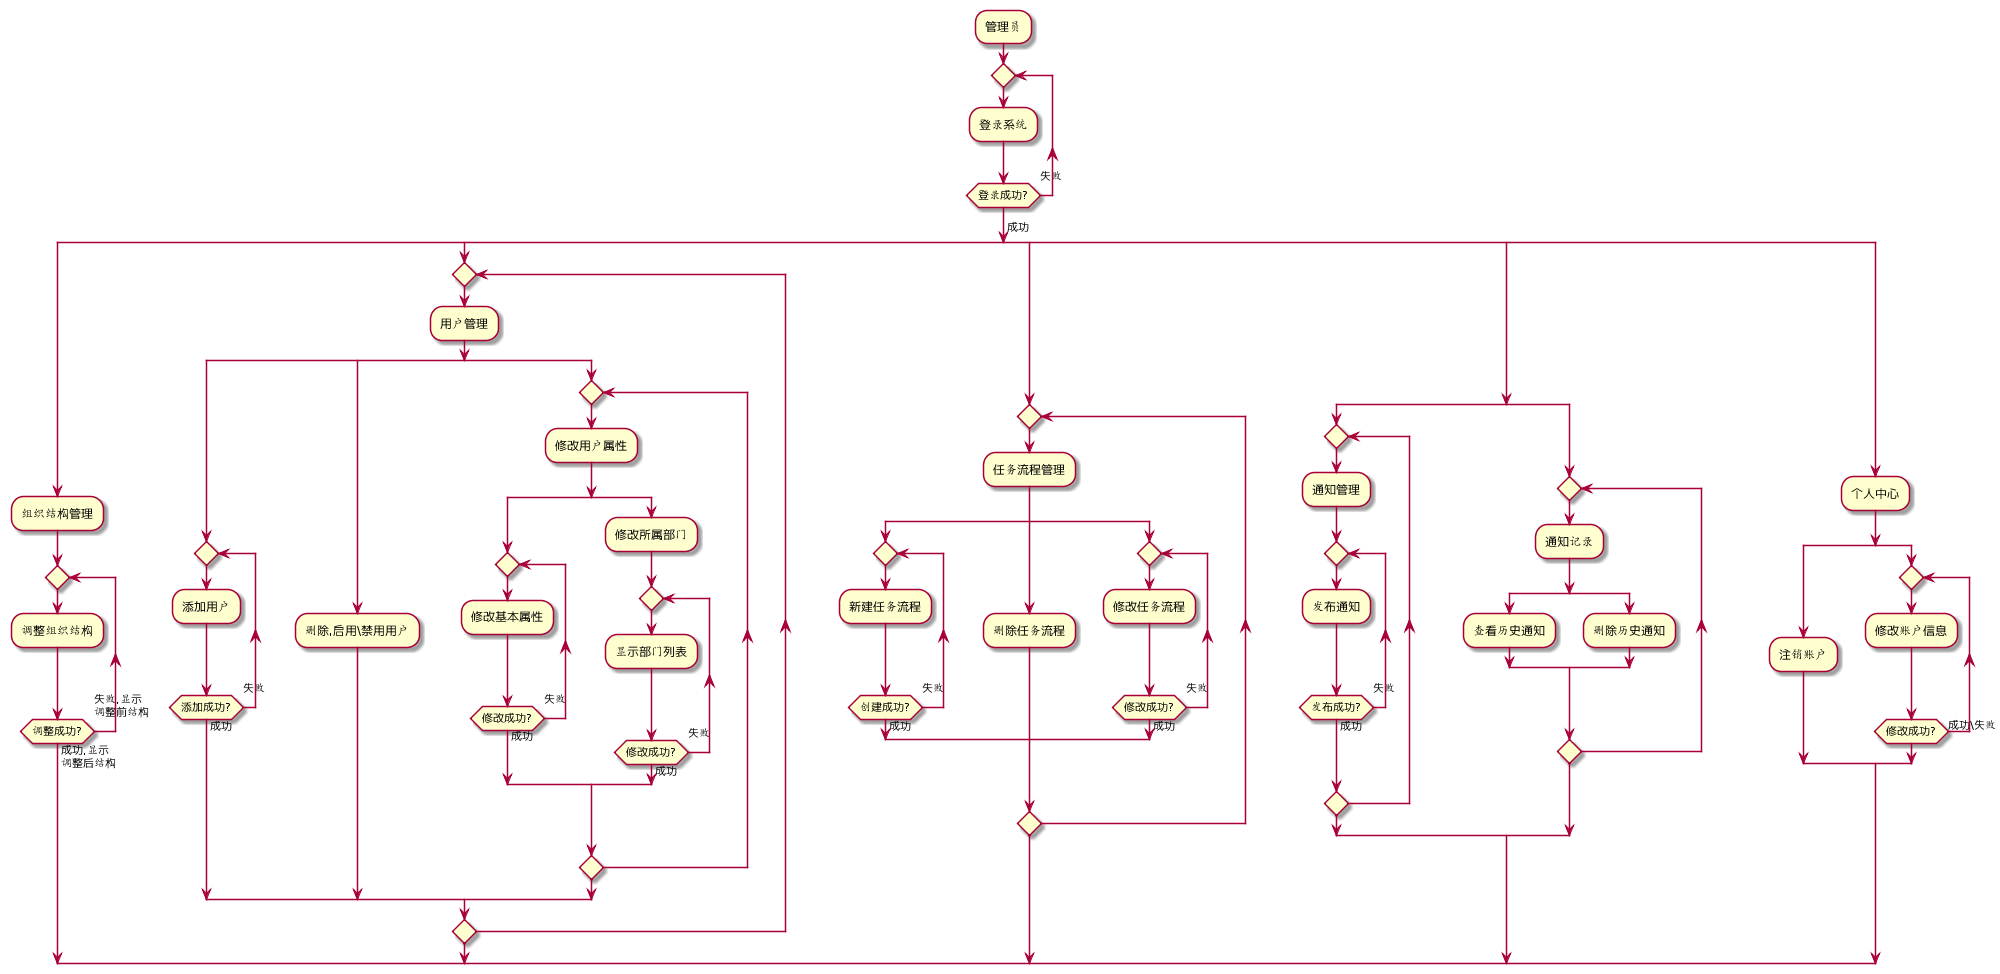 管理员
登录系统
失败
登录成功?
成功
用户管理
修改用户属性
任务流程管理
通知管理
个人中心
组织结构管理
修改所属部门
通知记录
添加用户
修改基本属性
新建任务流程
修改任务流程
发布通知
调整组织结构
删除,启用\禁用用户
显示部门列表
删除任务流程
查看历史通知
删除历史通知
修改账户信息
注销账户
失败,显示
调整前结构
失败
添加成功?
成功
失败
修改成功?
成功
失败
修改成功?
成功
失败
创建成功?
成功
失败
修改成功?
成功
失败
发布成功?
成功
调整成功?
成功,显示
调整后结构
修改成功?
成功\失败